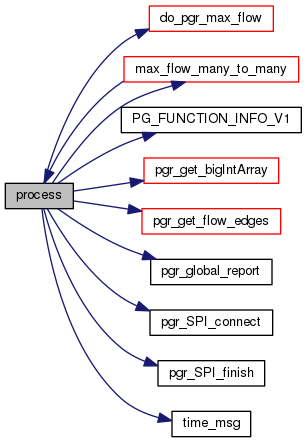 do_pgr_max_flow
max_flow_many_to_many
PG_FUNCTION_INFO_V1
pgr_get_bigIntArray
process
pgr_get_flow_edges
pgr_global_report
pgr_SPI_connect
pgr_SPI_finish
time_msg